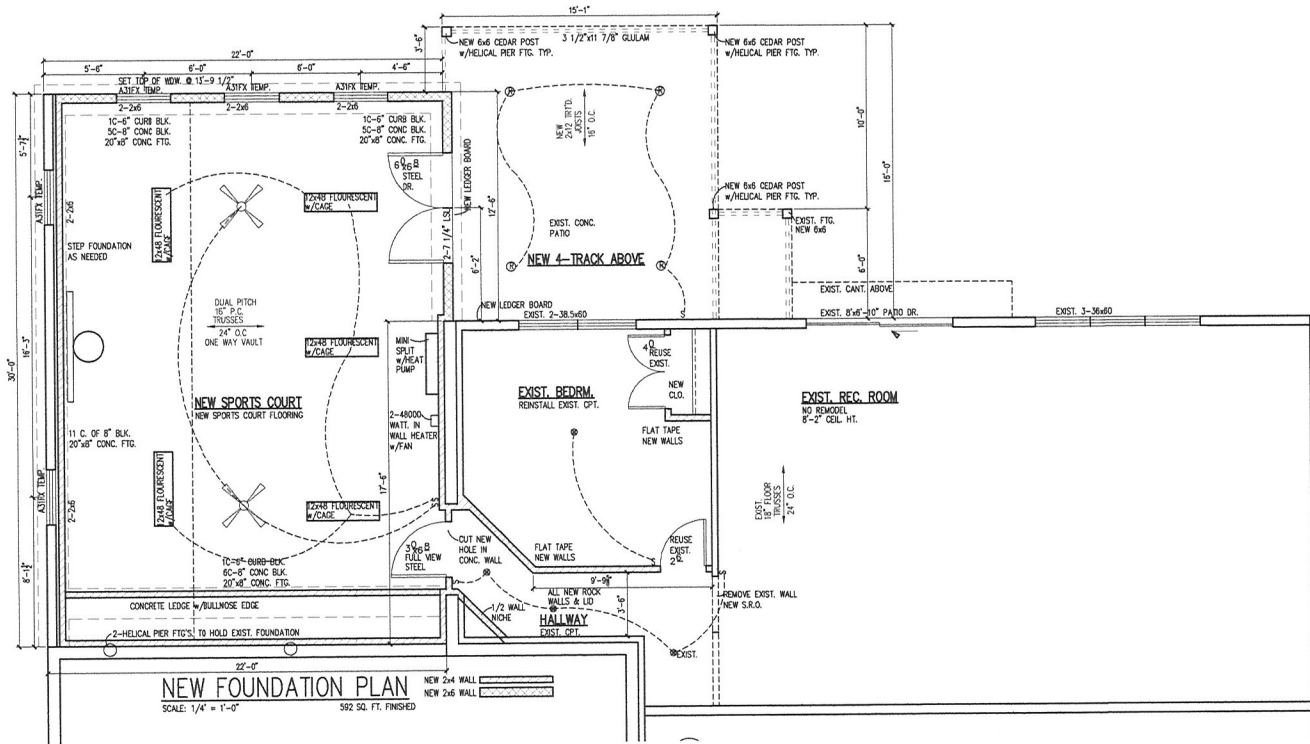 15'-1"
3 1/2"x11 7/8" GLULAM
3'-6"
NEW 6x6 CEDAR POST
w/HELICAL PIER FTG. TYP.
NEW 6x6 CEDAR POST
w/HELICAL PIER FTG. TYP.
22'-0"
5'-6"
6'-0"
6'-0"
4'-6"
SET TOP OF WDW. @ 13'-9 1/2"
A31FX TEMP.
A31FX TEMP.
A31FX TEMP.
2-2x6
2-2x6
2-2x6
1C-6" CURB BLK.
5C-8" CONC BLK.
20"x8" CONC. FTG.
1C-6" CURB BLK.
5C-8" CONC BLK.
20"x8" CONC. FTG.
NEW
2x12 TRT'D.
JOISTS
16" O.C.
10'-0"
15'-0"
5'-7 1/2"
6'0x6'8
STEEL
DR.
NEW LEDGER BOARD
12'-6"
A31FX TEMP.
2-2x6
12x48 FLOURESCENT
w/CAGE
12x48 FLOURESCENT
w/CAGE
NEW 6x6 CEDAR POST
w/HELICAL PIER FTG. TYP.
EXIST. FTG.
NEW 6x6
EXIST. CONC.
PATIO
2-7 1/4" LSL
6'-2"
6'-0"
STEP FOUNDATION
AS NEEDED
NEW 4-TRACK ABOVE
EXIST. CANT. ABOVE
DUAL PITCH
16" P.C.
TRUSSES
24" O.C
ONE WAY VAULT
NEW LEDGER BOARD
EXIST. 2-38.5x60
EXIST. 8'x6'-10" PATIO DR.
EXIST. 3-36x60
30'-0"
16'-3"
12x48 FLOURESCENT
w/CAGE
MINI
SPLIT
w/HEAT
PUMP
REUSE
EXIST.
NEW
CLO.
NEW SPORTS COURT
NEW SPORTS COURT FLOORING
EXIST. BEDRM.
REINSTALL EXIST. CPT.
EXIST. REC. ROOM
NO REMODEL
8'-2" CEIL. HT.
2-48000
WATT. IN
WALL HEATER
w/FAN
FLAT TAPE
NEW WALLS
11 C. OF 8" BLK.
20"x8" CONC. FTG.
A31FX TEMP.
2-2x6
12x48 FLOURESCENT
w/CAGE
12x48 FLOURESCENT
w/CAGE
17'-6"
EXIST.
18" FLOOR
TRUSSES
24" O.C.
CUT NEW
HOLE IN
CONC. WALL
3'0x6'8
FULL VIEW
STEEL
FLAT TAPE
NEW WALLS
REUSE
EXIST.
8'-1 1/2"
1C-6" CURB BLK.
6C-8" CONC BLK.
20"x8" CONC. FTG.
9'-9 1/2"
ALL NEW ROCK
WALLS & LID
3'-6"
REMOVE EXIST. WALL
NEW S.R.O.
CONCRETE LEDGE w/BULLNOSE EDGE
1/2 WALL
NICHE
HALLWAY
EXIST. CPT.
2-HELICAL PIER FTG'S. TO HOLD EXIST. FOUNDATION
EXIST.
22'-0"
NEW FOUNDATION PLAN
SCALE: 1/4" = 1'-0"
592 SQ. FT. FINISHED
NEW 2x4 WALL
NEW 2x6 WALL